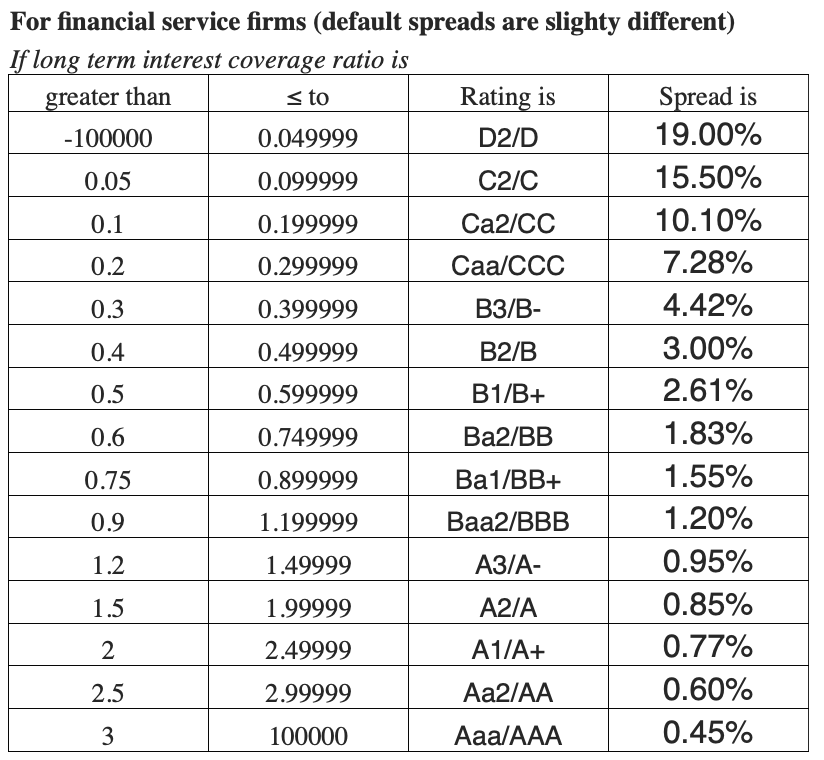 For financial service firms (default spreads are slighty different)
If long term interest coverage ratio is
greater than ≤ to Rating is Spread is
-100000 0.049999 D2/D 19.00%
0.05 0.099999 C2/C 15.50%
0.1 0.199999 Ca2/CC 10.10%
0.2 0.299999 Caa/CCC 7.28%
0.3 0.399999 B3/B- 4.42%
0.4 0.499999 B2/B 3.00%
0.5 0.599999 B1/B+ 2.61%
0.6 0.749999 Ba2/BB 1.83%
0.75 0.899999 Ba1/BB+ 1.55%
0.9 1.199999 Baa2/BBB 1.20%
1.2 1.49999 A3/A- 0.95%
1.5 1.99999 A2/A 0.85%
2 2.49999 A1/A+ 0.77%
2.5 2.99999 Aa2/AA 0.60%
3 100000 Aaa/AAA 0.45%